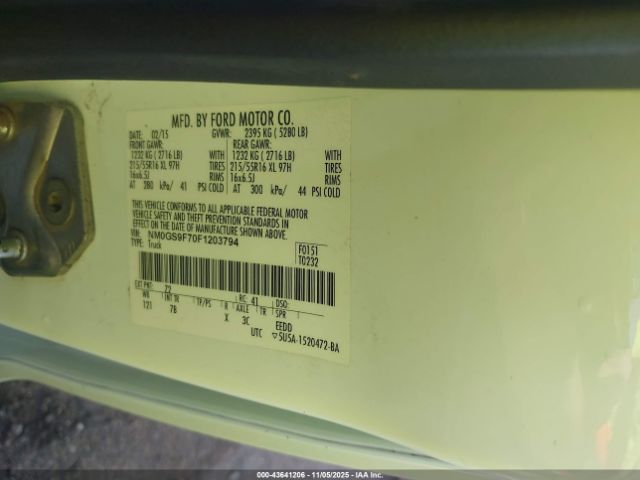 MFD. BY FORD MOTOR CO.
DATE: 02/15 GVWR: 2395 KG ( 5280 LB)
FRONT GAWR: REAR GAWR:
1232 KG ( 2716 LB) WITH 1232 KG ( 2716 LB) WITH
215/55R16 XL 97H TIRES 215/55R16 XL 97H TIRES
16x6.5J RIMS 16x6.5J RIMS
AT 280 kPa/ 41 PSI COLD AT 300 kPa/ 44 PSI COLD
THIS VEHICLE CONFORMS TO ALL APPLICABLE FEDERAL MOTOR
VEHICLE SAFETY AND THEFT PREVENTION STANDARDS IN
EFFECT ON THE DATE OF MANUFACTURE SHOWN ABOVE.
VIN: NM0GS9F70F1203794 F0151
TYPE: Truck T0232
EXT PNT: Z2 RC: 41 DSO:
WB INT TR TP/PS R AXLE TR SPR
121 7B X 3C EEDD
UTC ▽5U5A-1520472-BA
000-43641206 - 11/05/2025 - IAA Inc.